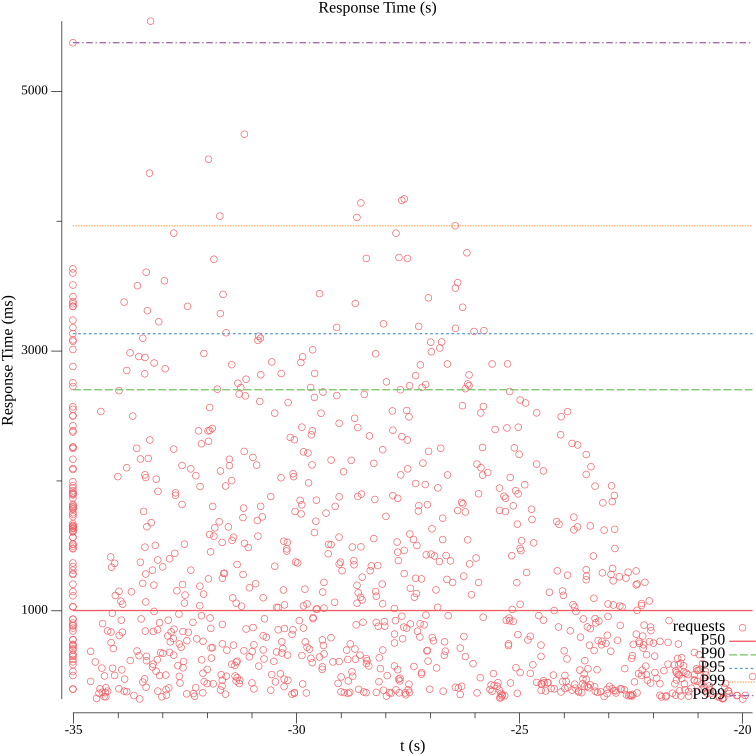 Response Time (s)
5000
3000
1000
Response Time (ms)
requests
P50
P90
P95
P99
P999
-35
-30
-25
-20
t (s)